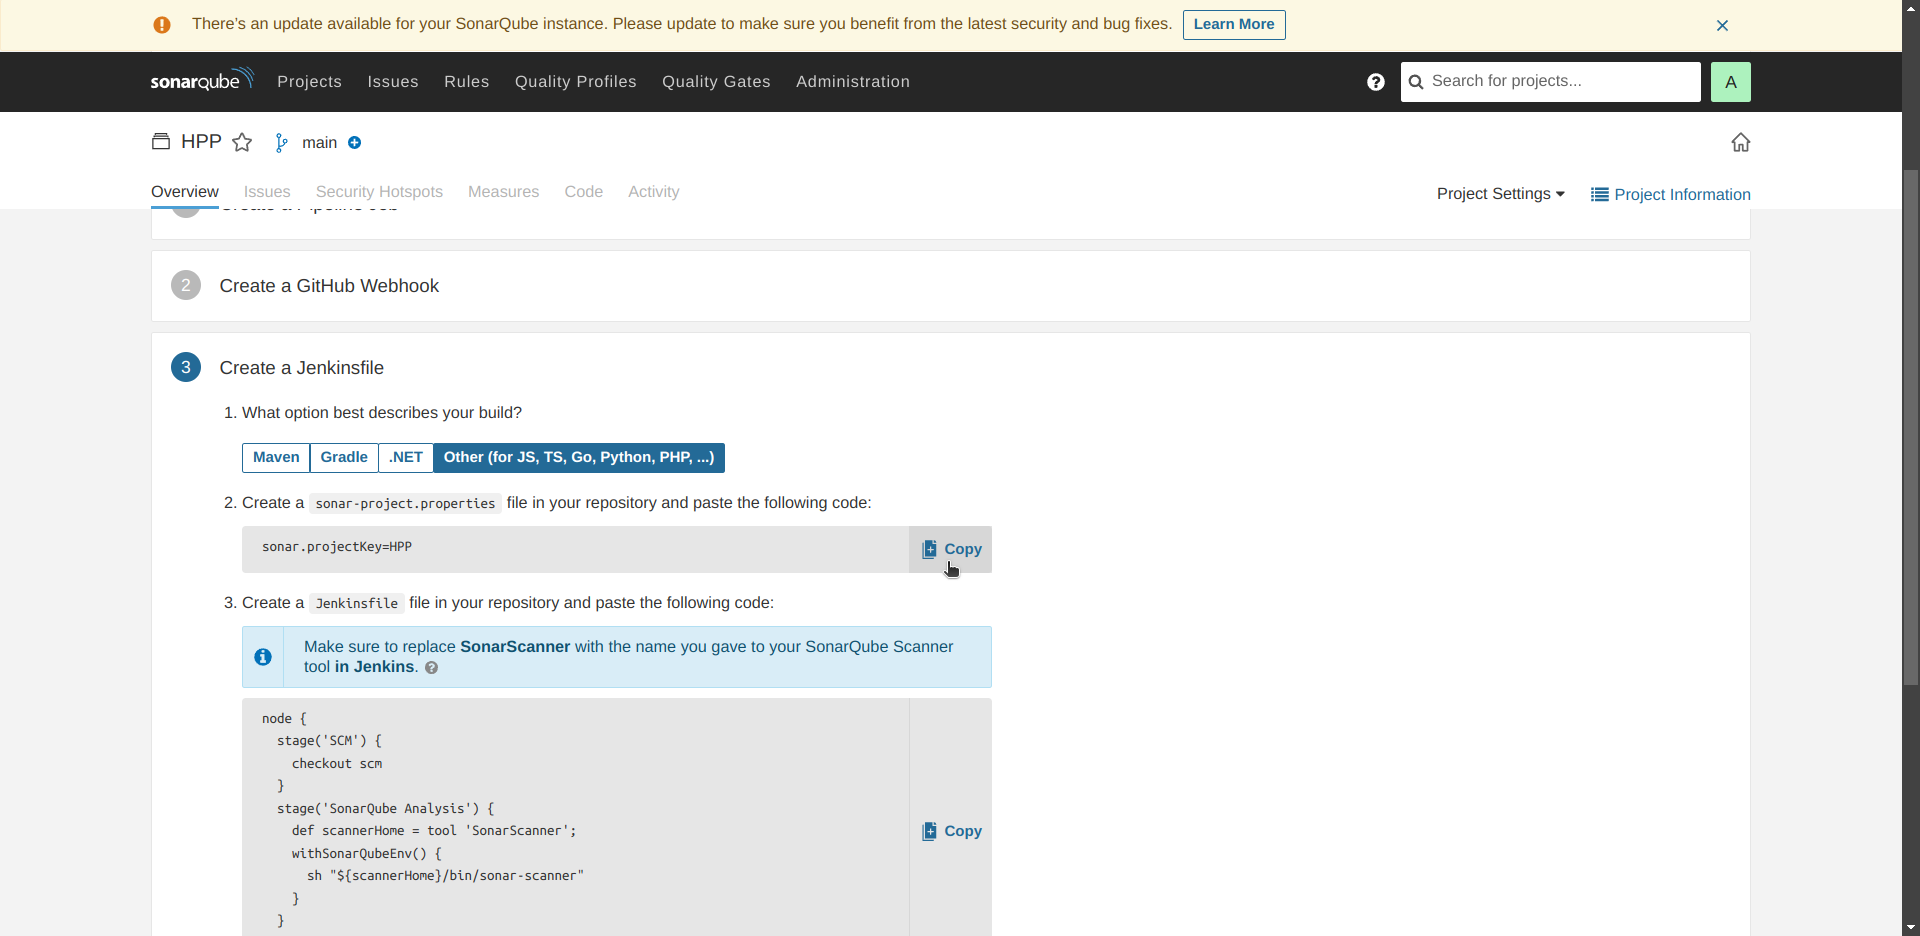 There's an update available for your SonarQube instance. Please update to make sure you benefit from the latest security and bug fixes. Learn More
sonarqube Projects Issues Rules Quality Profiles Quality Gates Administration Search for projects... A
HPP main
Overview Issues Security Hotspots Measures Code Activity Project Settings Project Information
Create a Pipeline Job
2 Create a GitHub Webhook
3 Create a Jenkinsfile
1. What option best describes your build?
Maven Gradle .NET Other (for JS, TS, Go, Python, PHP, ...)
2. Create a sonar-project.properties file in your repository and paste the following code:
sonar.projectKey=HPP Copy
3. Create a Jenkinsfile file in your repository and paste the following code:
Make sure to replace SonarScanner with the name you gave to your SonarQube Scanner
tool in Jenkins. ?
node {
stage('SCM') {
checkout scm
}
stage('SonarQube Analysis') {
def scannerHome = tool 'SonarScanner';
Copy
withSonarQubeEnv() {
sh "${scannerHome}/bin/sonar-scanner"
}
}